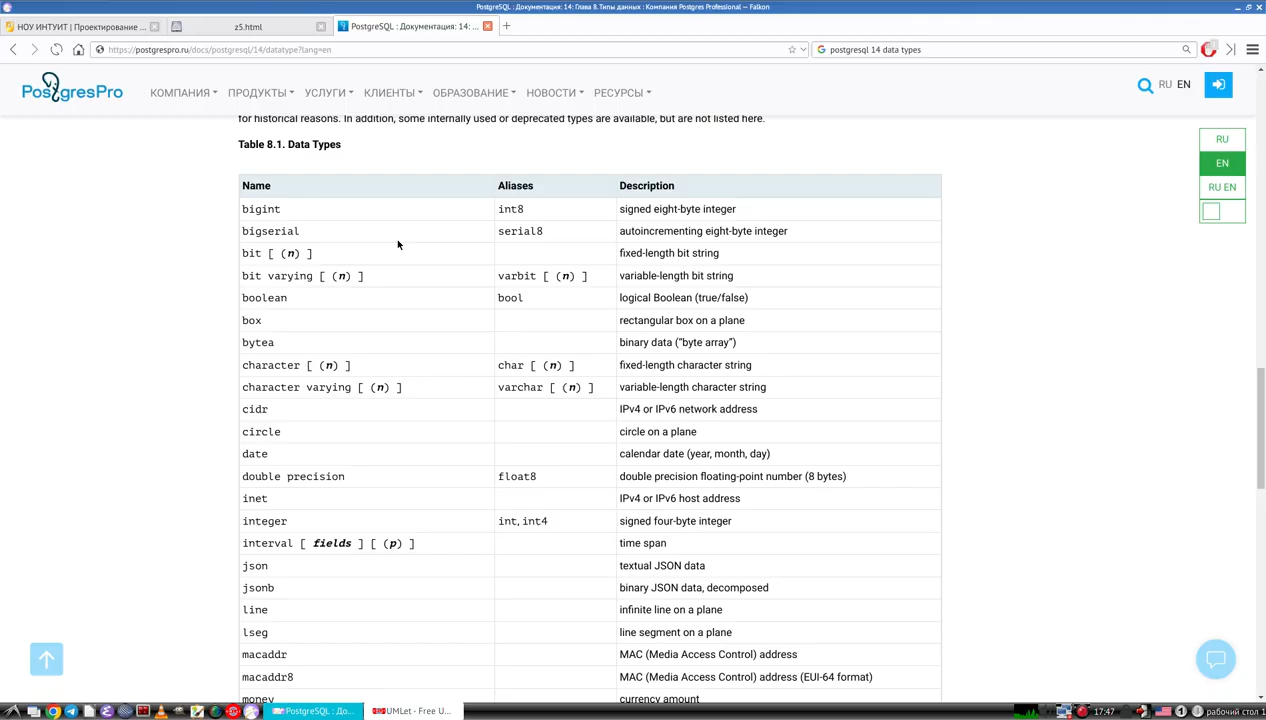 PostgreSQL : Документация: 14: Глава 8. Типы данных : Компания Postgres Professional — Falkon
НОУ ИНТУИТ | Проектирование ...
z5.html
PostgreSQL : Документация: 14: ...
https://postgrespro.ru/docs/postgresql/14/datatype?lang=en
postgresql 14 data types
PostgresPro
КОМПАНИЯ ПРОДУКТЫ УСЛУГИ КЛИЕНТЫ ОБРАЗОВАНИЕ НОВОСТИ РЕСУРСЫ
RU EN
for historical reasons. In addition, some internally used or deprecated types are available, but are not listed here.
RU
EN
RU EN
Table 8.1. Data Types
Name Aliases Description
bigint int8 signed eight-byte integer
bigserial serial8 autoincrementing eight-byte integer
bit [ (n) ] fixed-length bit string
bit varying [ (n) ] varbit [ (n) ] variable-length bit string
boolean bool logical Boolean (true/false)
box rectangular box on a plane
bytea binary data (“byte array”)
character [ (n) ] char [ (n) ] fixed-length character string
character varying [ (n) ] varchar [ (n) ] variable-length character string
cidr IPv4 or IPv6 network address
circle circle on a plane
date calendar date (year, month, day)
double precision float8 double precision floating-point number (8 bytes)
inet IPv4 or IPv6 host address
integer int, int4 signed four-byte integer
interval [ fields ] [ (p) ] time span
json textual JSON data
jsonb binary JSON data, decomposed
line infinite line on a plane
lseg line segment on a plane
macaddr MAC (Media Access Control) address
macaddr8 MAC (Media Access Control) address (EUI-64 format)
money currency amount
PostgreSQL : До...
UMLet - Free U...
17:47
рабочий стол 1